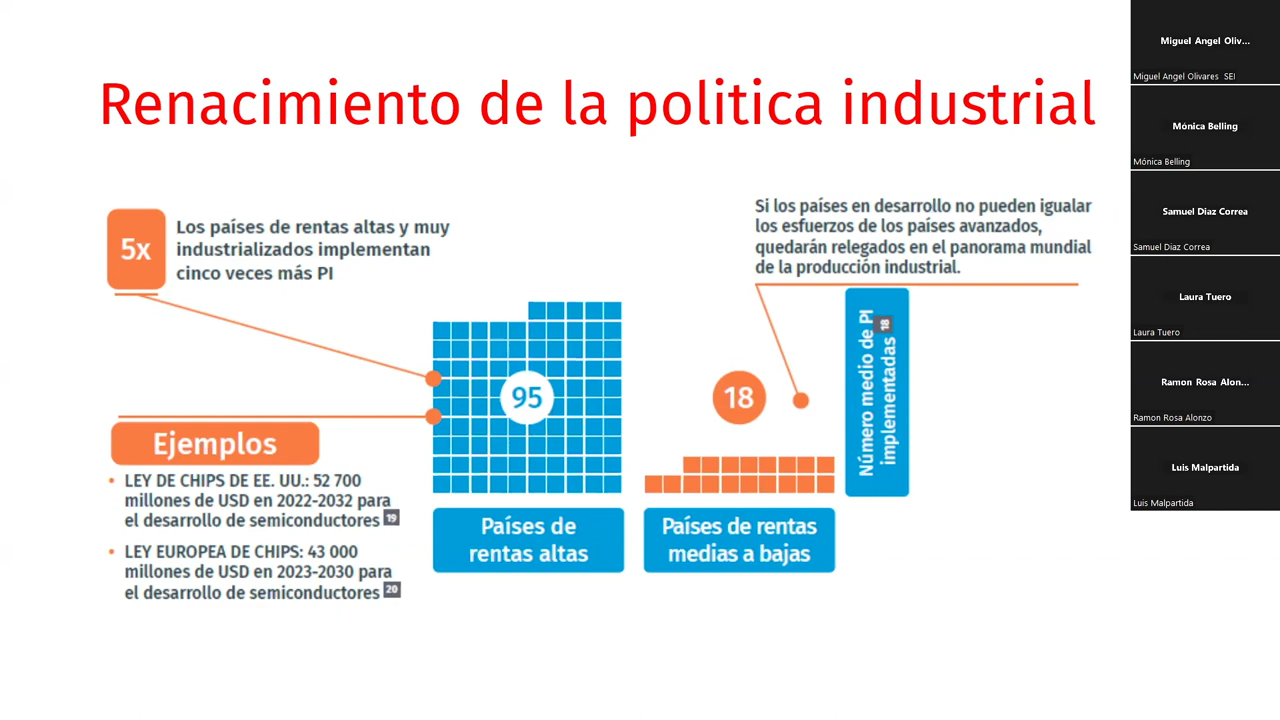 Renacimiento de la politica industrial
5x
Los países de rentas altas y muy
industrializados implementan
cinco veces más PI
Si los países en desarrollo no pueden igualar
los esfuerzos de los países avanzados,
quedarán relegados en el panorama mundial
de la producción industrial.
95
18
Número medio de PI
implementadas 18
Ejemplos
• LEY DE CHIPS DE EE. UU.: 52 700
millones de USD en 2022-2032 para
el desarrollo de semiconductores 19
• LEY EUROPEA DE CHIPS: 43 000
millones de USD en 2023-2030 para
el desarrollo de semiconductores 20
Países de
rentas altas
Países de rentas
medias a bajas
Miguel Angel Oliv...
Miguel Angel Olivares SEI
Mónica Belling
Mónica Belling
Samuel Diaz Correa
Samuel Diaz Correa
Laura Tuero
Laura Tuero
Ramon Rosa Alon...
Ramon Rosa Alonzo
Luis Malpartida
Luis Malpartida